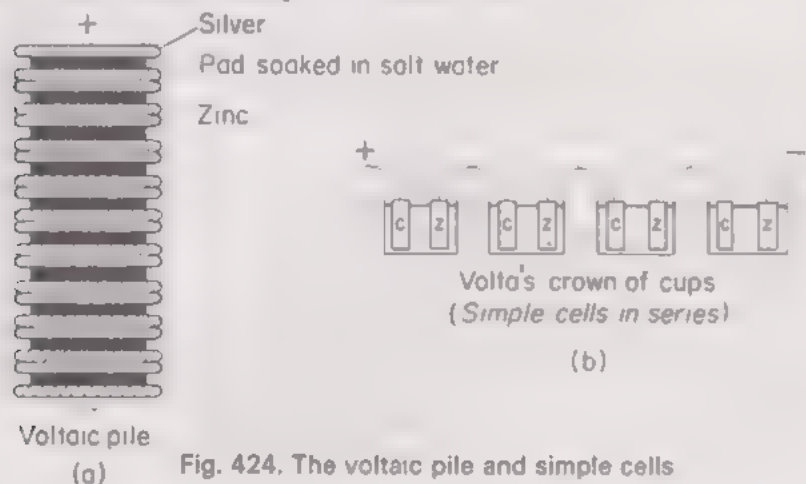 +
Silver
Pad soaked in salt water
Zinc
Voltaic pile
(a)
+ −
c z c z c z c z
Volta's crown of cups
(Simple cells in series)
(b)
Fig. 424. The voltaic pile and simple cells